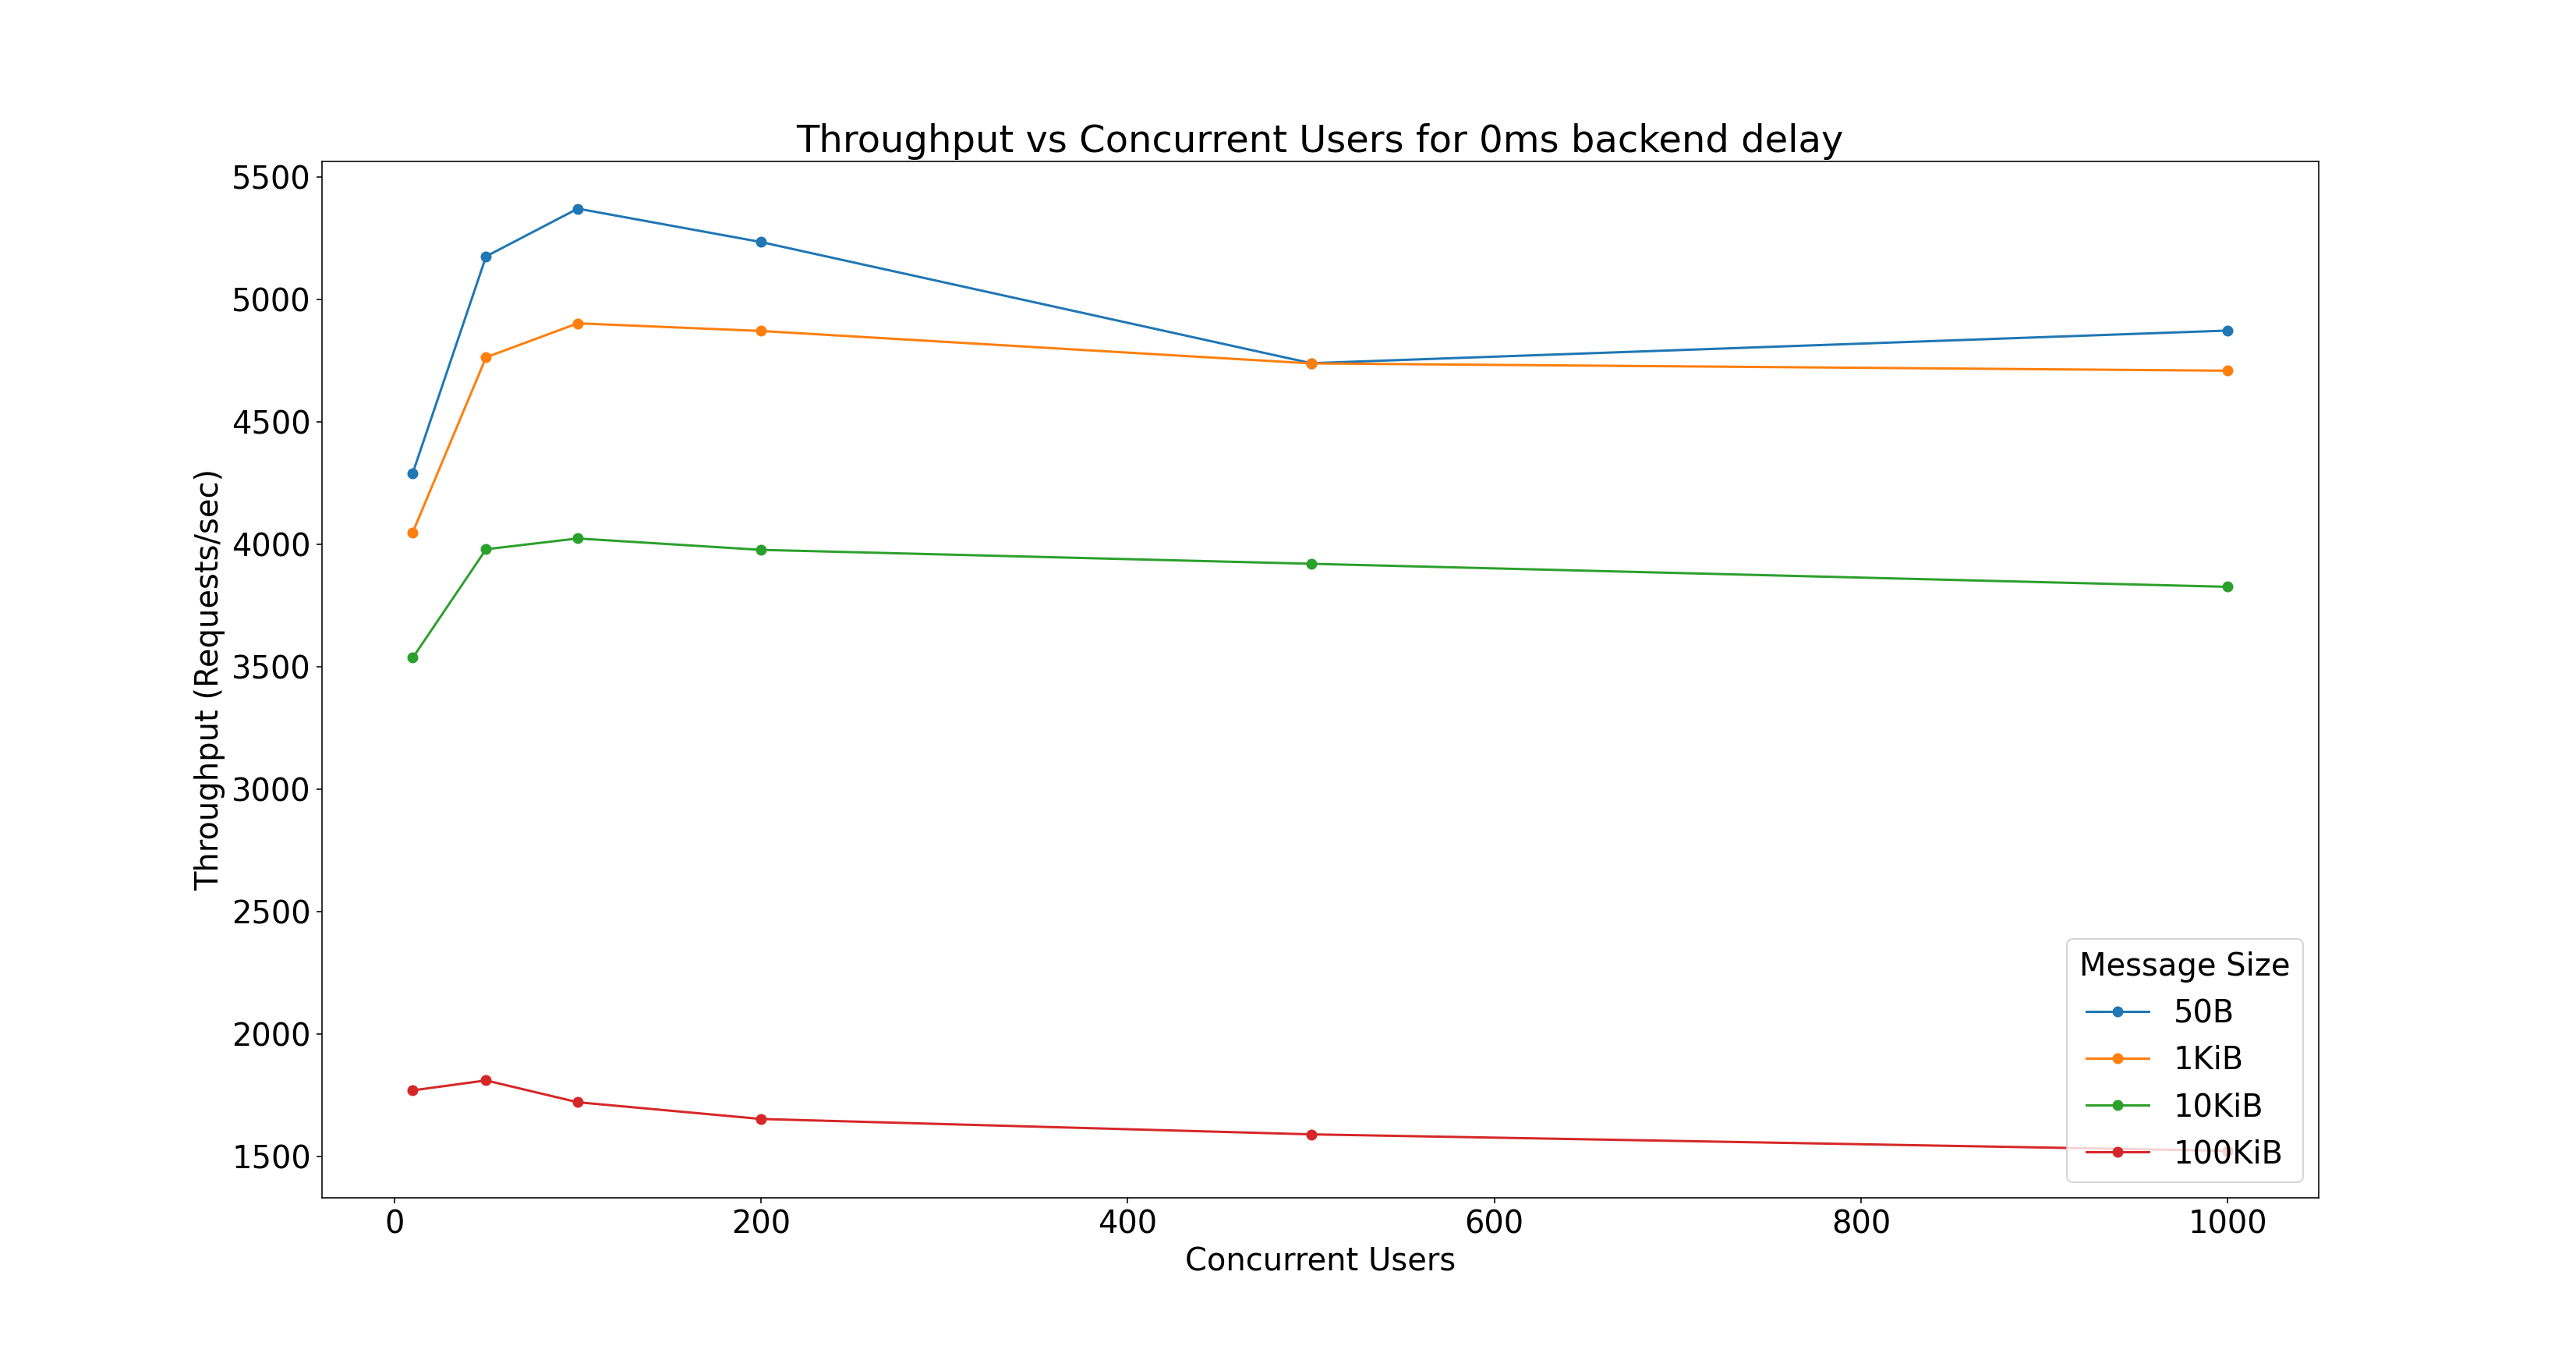 Throughput vs Concurrent Users for 0ms backend delay
5500
5000
4500
4000
3500
3000
2500
2000
1500
Throughput (Requests/sec)
0
200
400
600
800
1000
Concurrent Users
Message Size
50B
1KiB
10KiB
100KiB